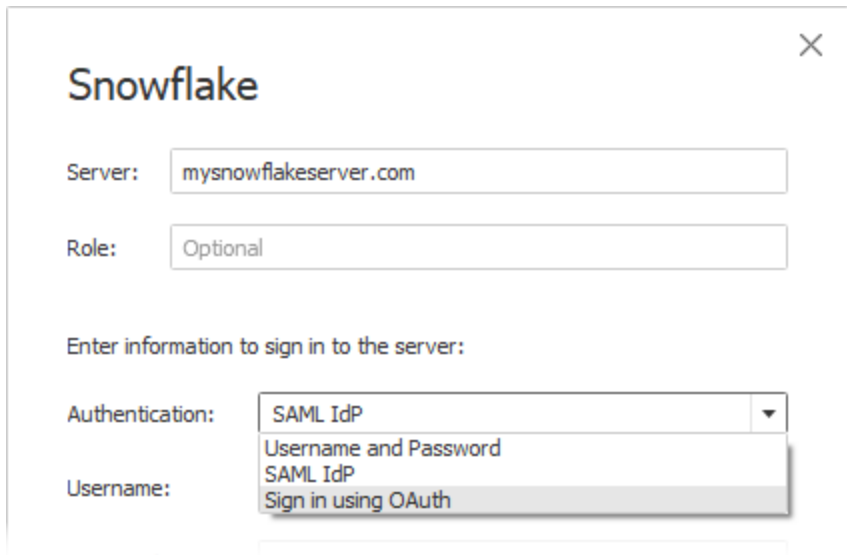 Snowflake
Server: mysnowflakeserver.com
Role: Optional
Enter information to sign in to the server:
Authentication: SAML IdP
Username and Password
SAML IdP
Username:
Sign in using OAuth